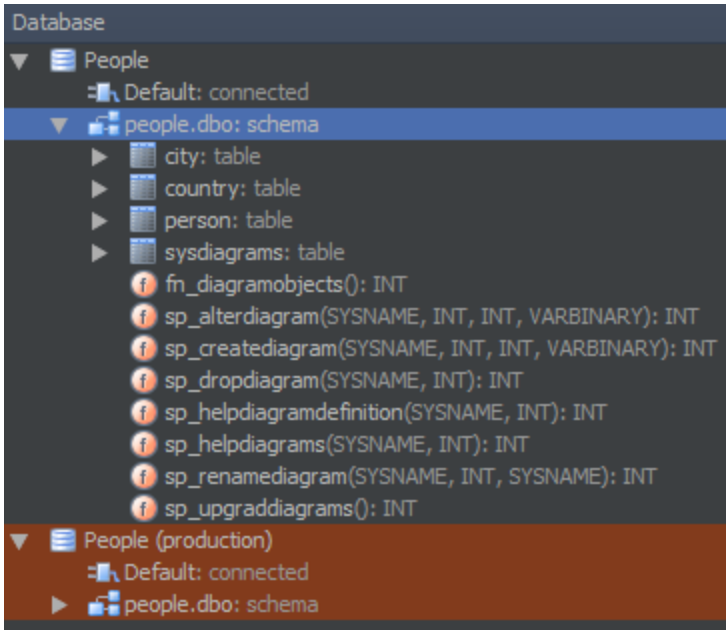 Database
People
Default: connected
people.dbo: schema
city: table
country: table
person: table
sysdiagrams: table
fn_diagramobjects(): INT
sp_alterdiagram(SYSNAME, INT, INT, VARBINARY): INT
sp_creatediagram(SYSNAME, INT, INT, VARBINARY): INT
sp_dropdiagram(SYSNAME, INT): INT
sp_helpdiagramdefinition(SYSNAME, INT): INT
sp_helpdiagrams(SYSNAME, INT): INT
sp_renamediagram(SYSNAME, INT, SYSNAME): INT
sp_upgraddiagrams(): INT
People (production)
Default: connected
people.dbo: schema